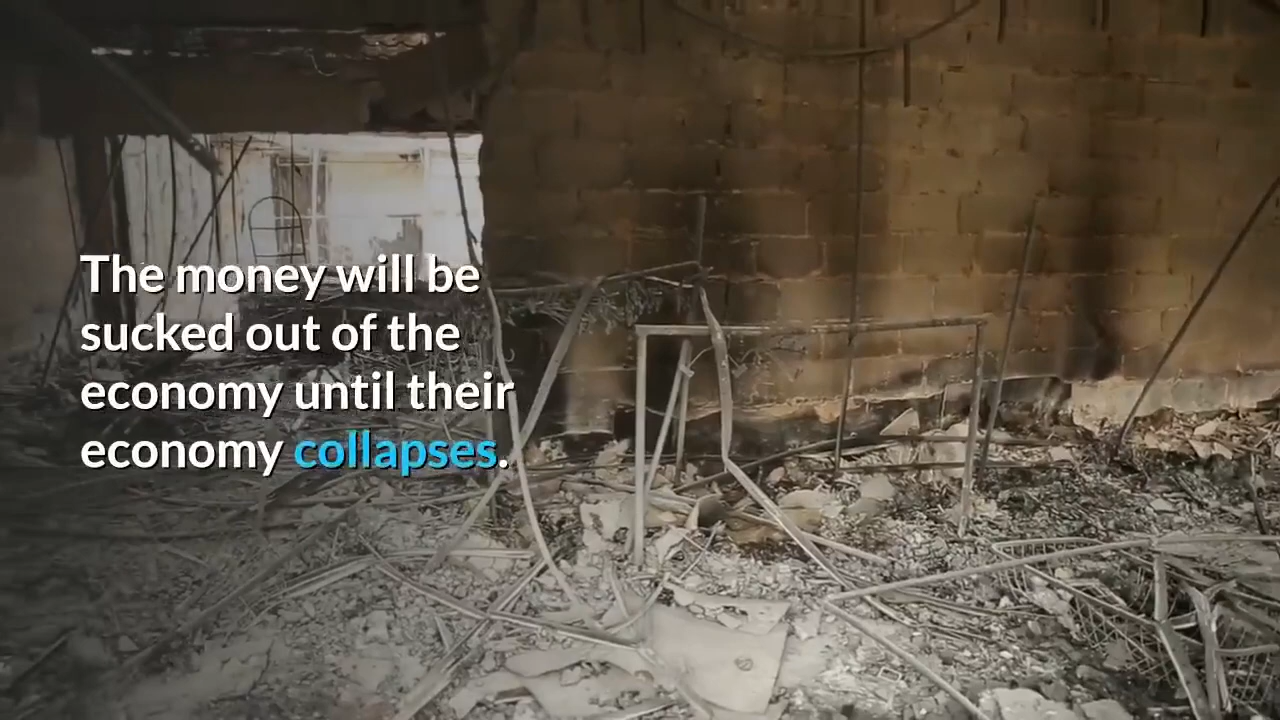 The money will be
sucked out of the
economy until their
economy collapses.